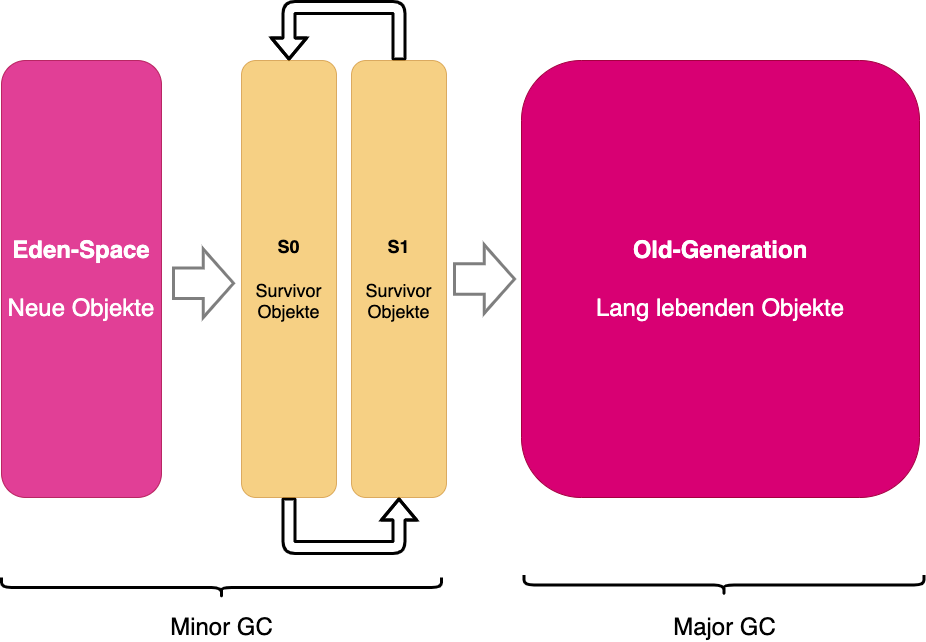 Eden-Space
Neue Objekte
S0
Survivor
Objekte
S1
Survivor
Objekte
Old-Generation
Lang lebenden Objekte
Minor GC
Major GC